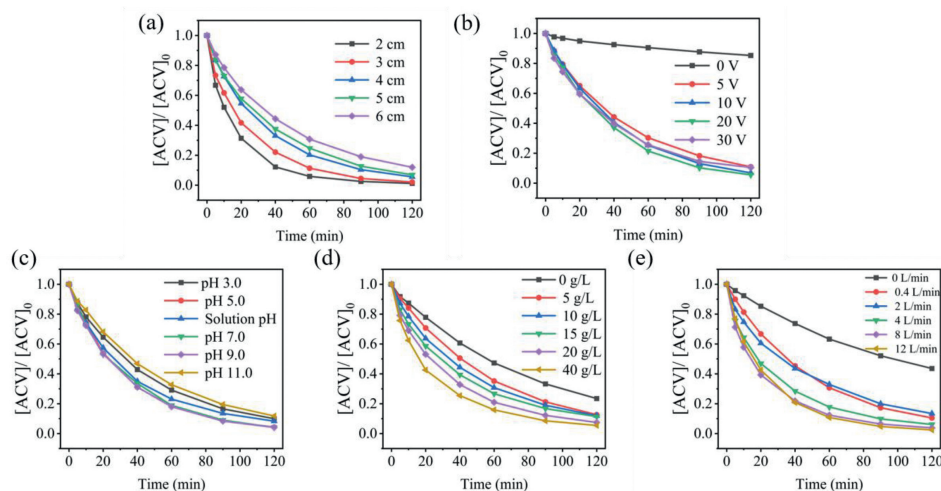 (a)
[ACV]/ [ACV]₀
1.0
0.8
0.6
0.4
0.2
0.0
2 cm
3 cm
4 cm
5 cm
6 cm
0 20 40 60 80 100 120
Time (min)
(b)
[ACV]/ [ACV]₀
1.0
0.8
0.6
0.4
0.2
0.0
0 V
5 V
10 V
20 V
30 V
0 20 40 60 80 100 120
Time (min)
(c)
[ACV]/ [ACV]₀
1.0
0.8
0.6
0.4
0.2
0.0
pH 3.0
pH 5.0
Solution pH
pH 7.0
pH 9.0
pH 11.0
0 20 40 60 80 100 120
Time (min)
(d)
[ACV]/ [ACV]₀
1.0
0.8
0.6
0.4
0.2
0.0
0 g/L
5 g/L
10 g/L
15 g/L
20 g/L
40 g/L
0 20 40 60 80 100 120
Time (min)
(e)
[ACV]/ [ACV]₀
1.0
0.8
0.6
0.4
0.2
0.0
0 L/min
0.4 L/min
2 L/min
4 L/min
8 L/min
12 L/min
0 20 40 60 80 100 120
Time (min)